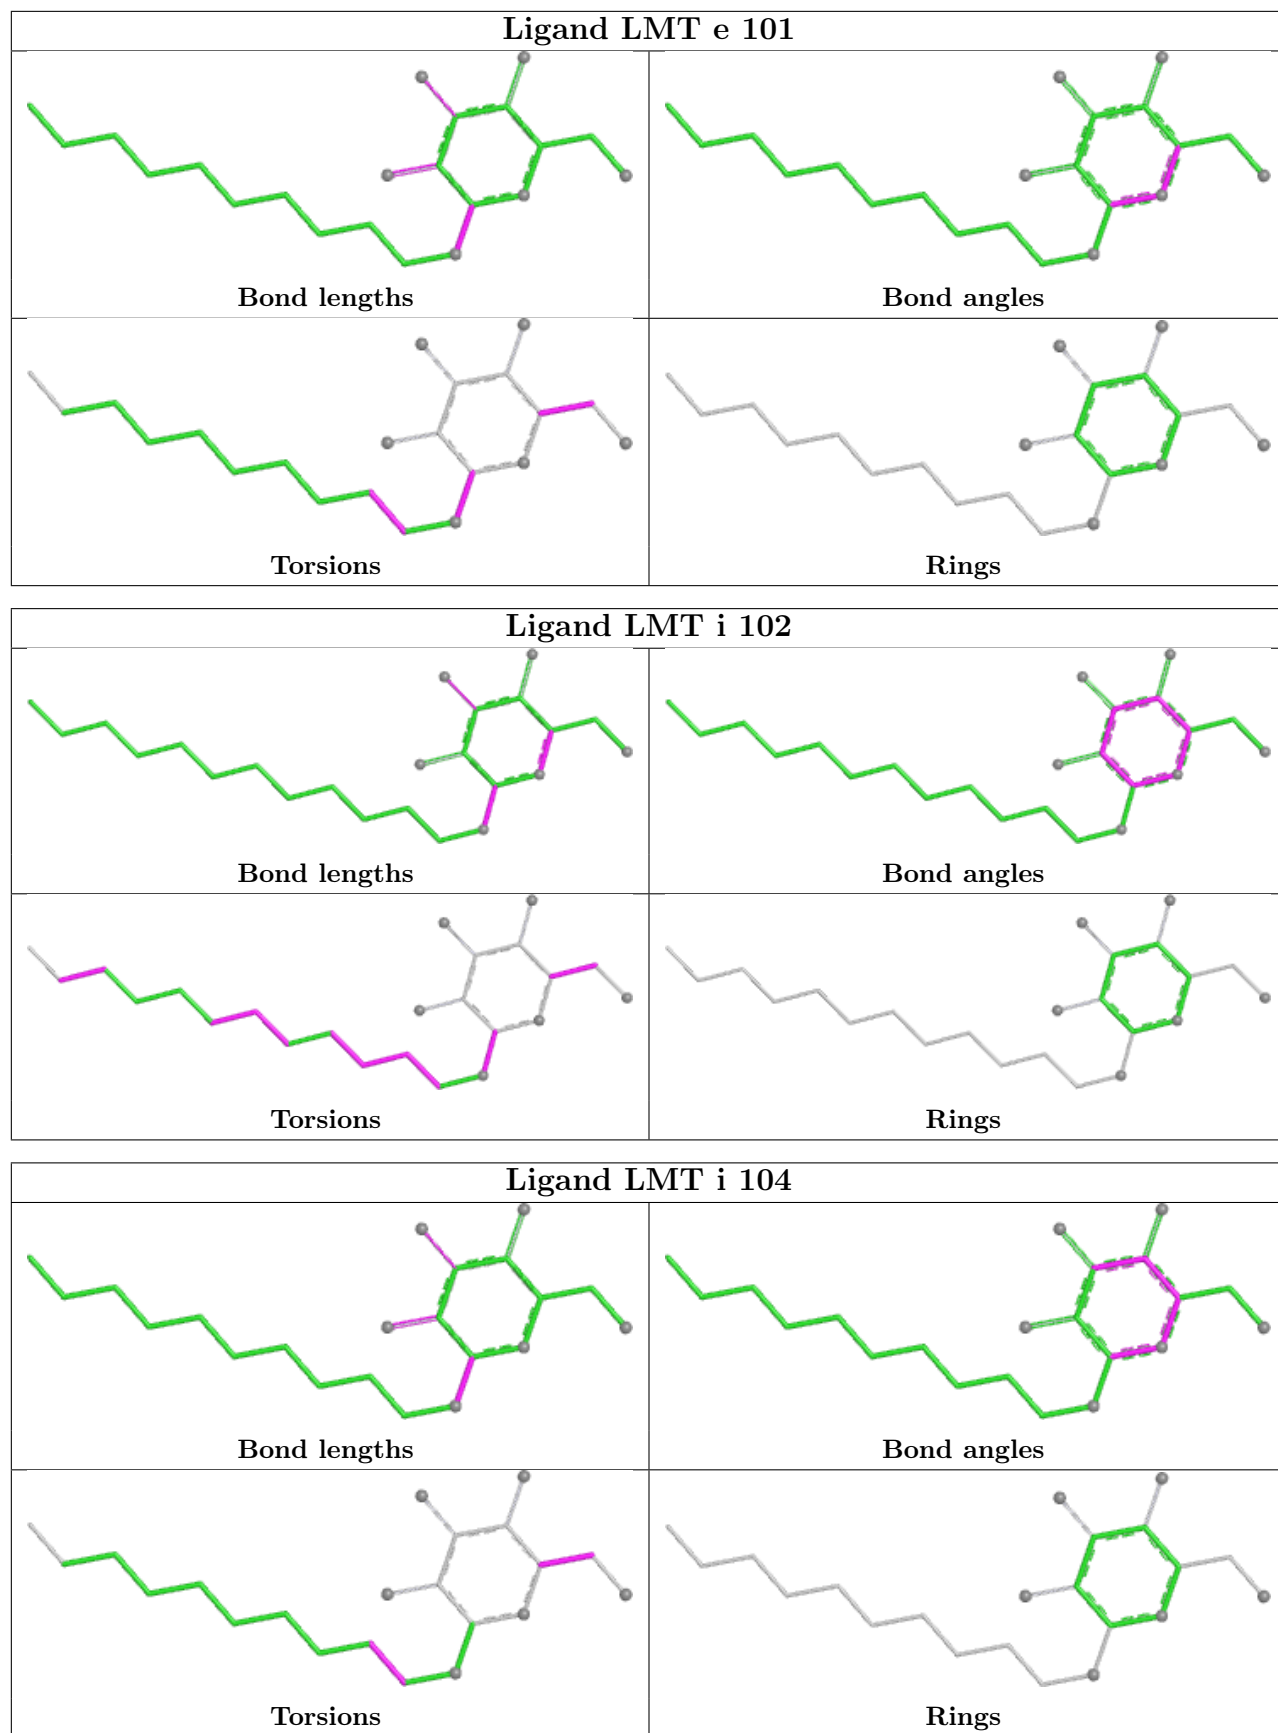 Ligand LMT e 101
Bond lengths
Bond angles
Torsions
Rings
Ligand LMT i 102
Bond lengths
Bond angles
Torsions
Rings
Ligand LMT i 104
Bond lengths
Bond angles
Torsions
Rings